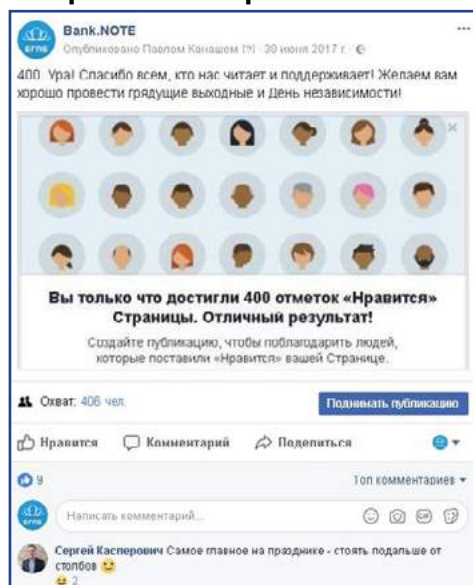 Bank.NOTE
Опубликовано Павлом Канашом [?] · 30 июня 2017 г. ·
400. Ура! Спасибо всем, кто нас читает и поддерживает! Желаем вам
хорошо провести грядущие выходные и День независимости!
Вы только что достигли 400 отметок «Нравится»
Страницы. Отличный результат!
Создайте публикацию, чтобы поблагодарить людей,
которые поставили «Нравится» вашей Странице.
Охват: 406 чел.
Поднимать публикацию
Нравится Комментарий Поделиться
9
Топ комментариев
Написать комментарий...
GIF
Сергей Касперович Самое главное на празднике - стоять подальше от
столбов
2